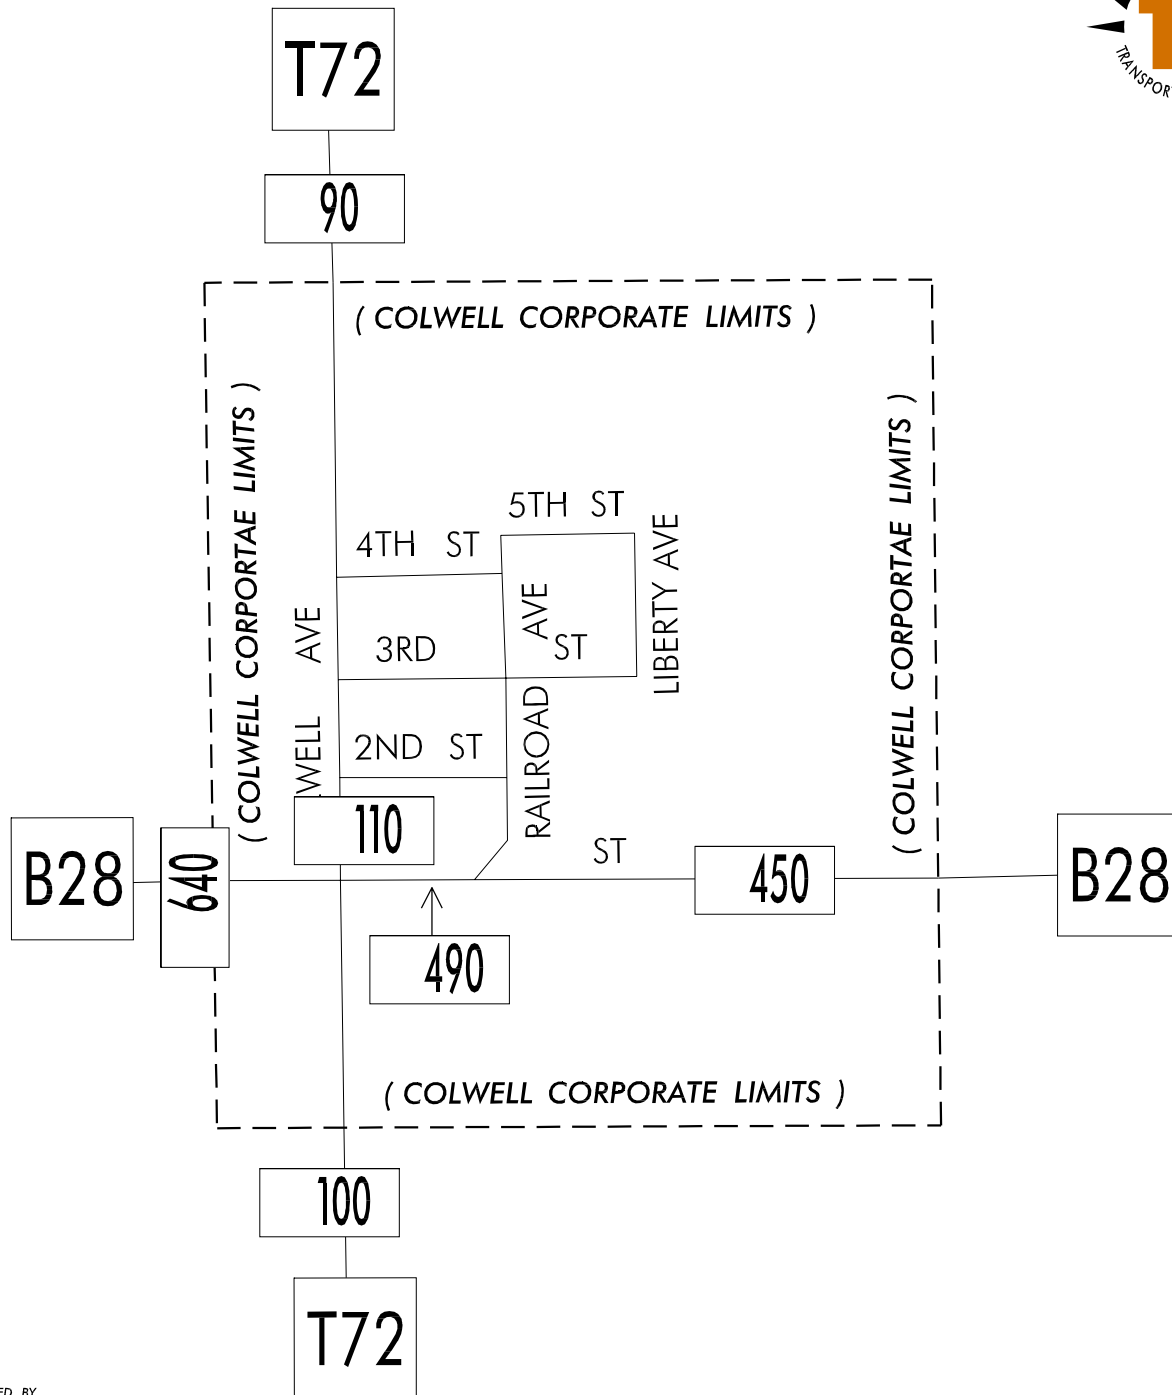 T72
TRANSPOR
90
( COLWELL CORPORATE LIMITS )
( COLWELL CORPORTAE LIMITS )
( COLWELL CORPORTAE LIMITS )
5TH ST
4TH ST
LIBERTY AVE
WELL AVE
3RD ST
RAILROAD AVE
2ND ST
110
ST
B28
640
450
B28
490
( COLWELL CORPORATE LIMITS )
100
T72
ED BY